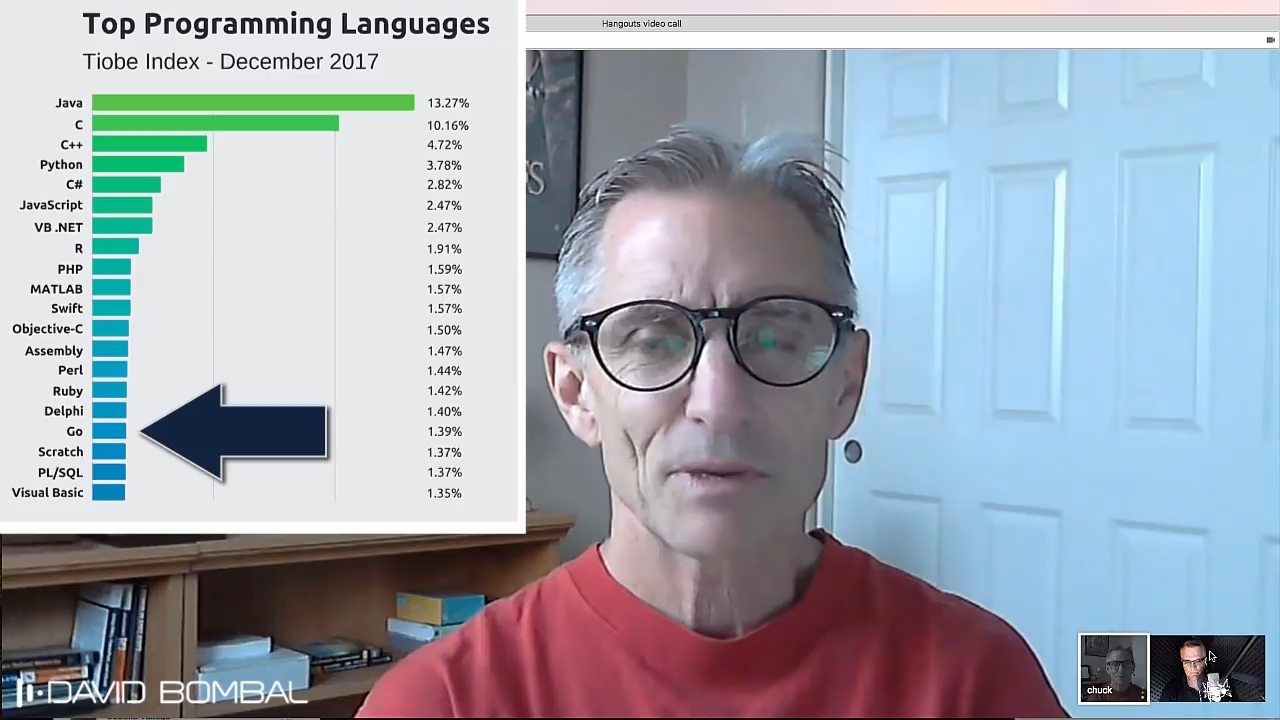 Top Programming Languages
Tiobe Index - December 2017
Java 13.27%
C 10.16%
C++ 4.72%
Python 3.78%
C# 2.82%
JavaScript 2.47%
VB .NET 2.47%
R 1.91%
PHP 1.59%
MATLAB 1.57%
Swift 1.57%
Objective-C 1.50%
Assembly 1.47%
Perl 1.44%
Ruby 1.42%
Delphi 1.40%
Go 1.39%
Scratch 1.37%
PL/SQL 1.37%
Visual Basic 1.35%
Hangouts video call
chuck
DAVID BOMBAL